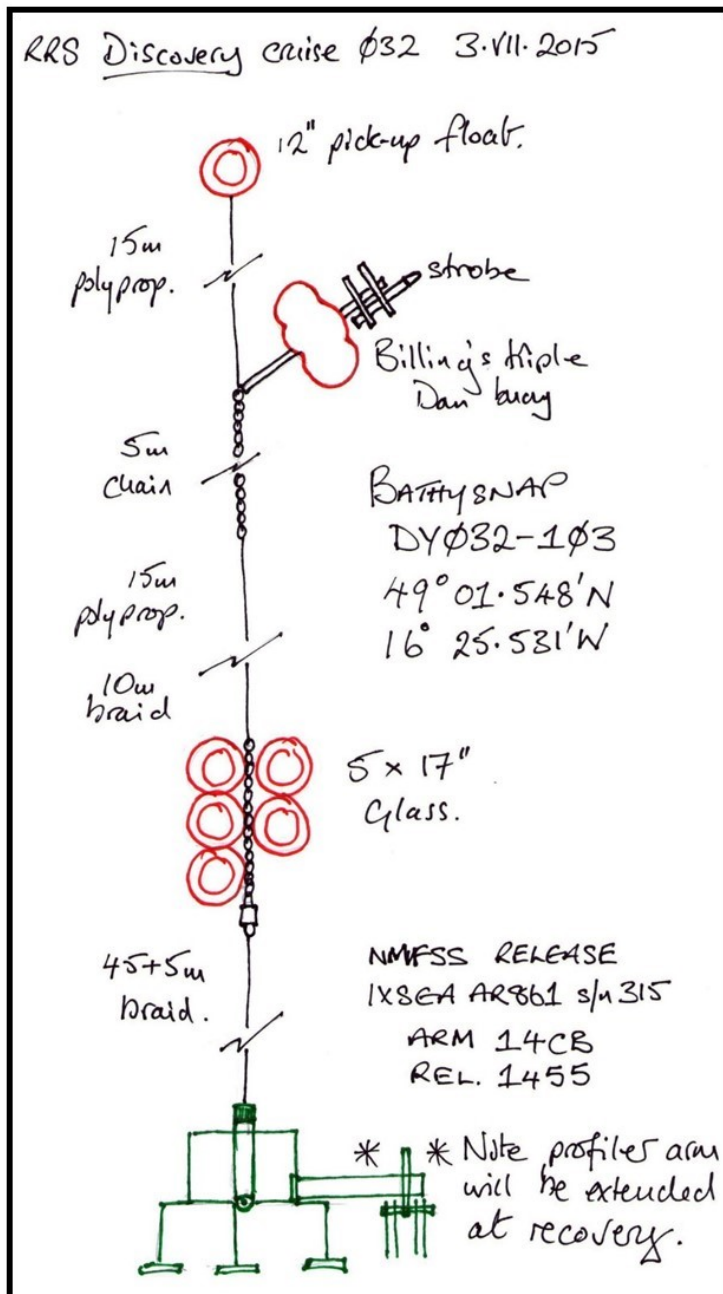 RRS Discovery cruise Ø32 3·VII·2015
12" pick-up float.
15m
polyprop.
strobe
Billing's triple
Dan buoy
5m
chain
BATHYSNAP
DYØ32-1Ø3
49° 01·548'N
16° 25·531'W
15m
polyprop.
10m
braid
5 x 17"
Glass.
45+5m
braid.
NMFSS RELEASE
IXSEA AR861 s/n 315
ARM 14CB
REL. 1455
* * Note profiler arm
will be extended
at recovery.